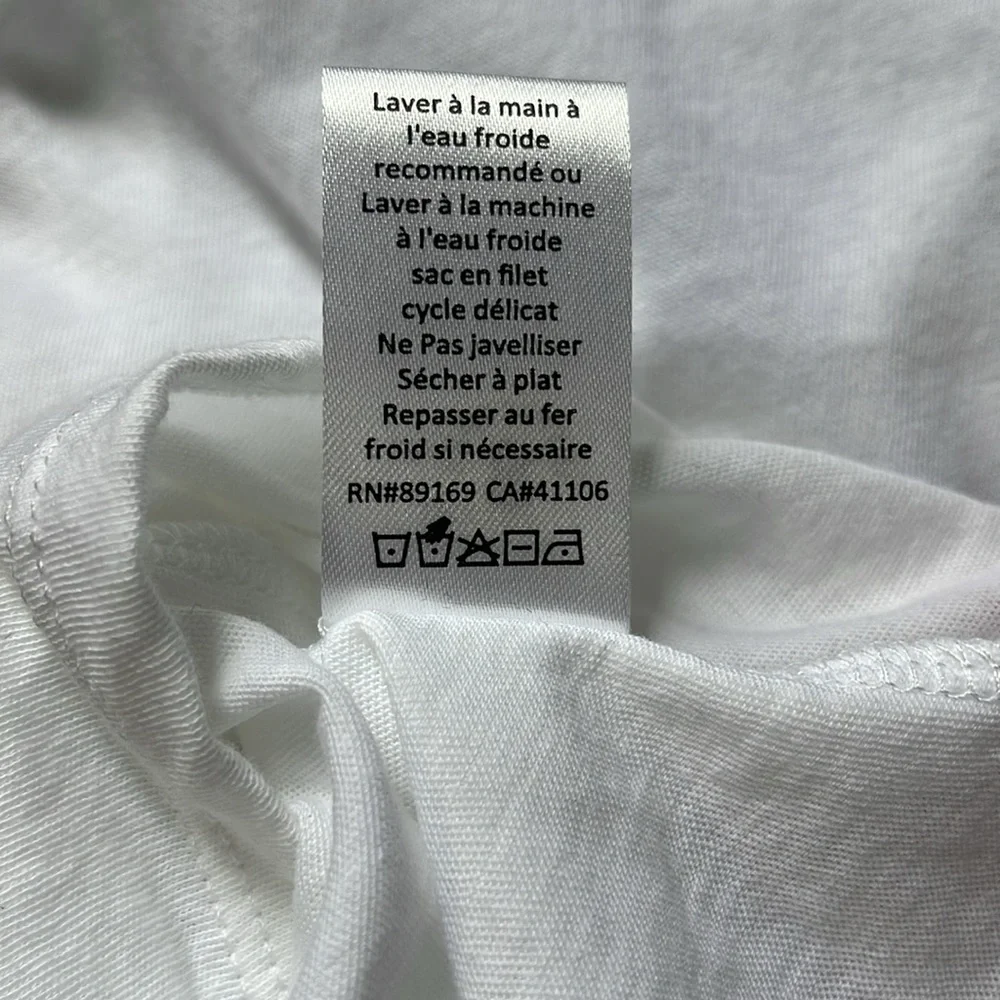 Laver à la main à
l'eau froide
recommandé ou
Laver à la machine
à l'eau froide
sac en filet
cycle délicat
Ne Pas javelliser
Sécher à plat
Repasser au fer
froid si nécessaire
RN#89169 CA#41106